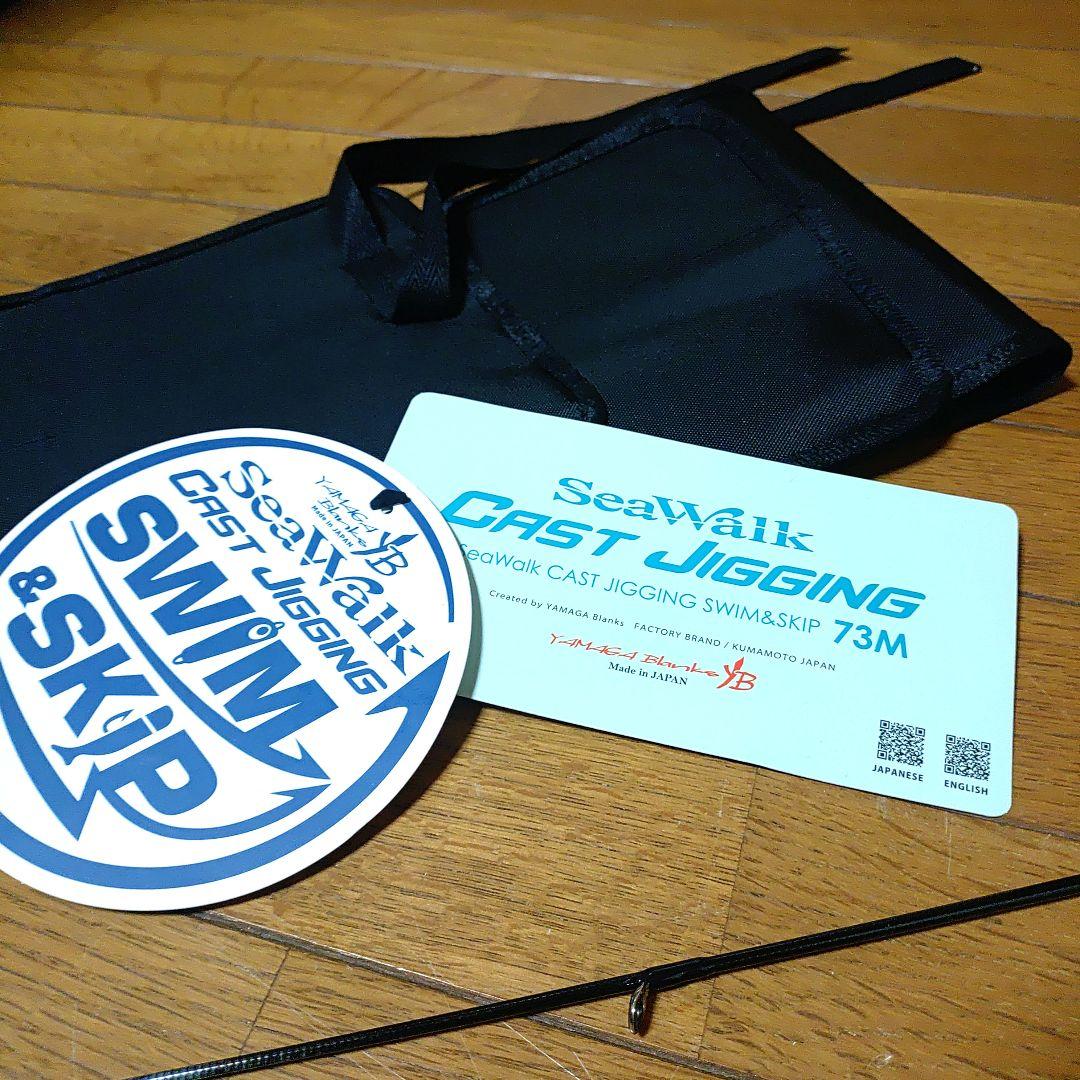 YAMAGA
Blanks YB
Made in JAPAN
SeaWalk
CAST JIGGING
SWIM
&SKIP
SeaWalk
CAST JIGGING
SeaWalk CAST JIGGING SWIM&SKIP 73M
Created by YAMAGA Blanks FACTORY BRAND / KUMAMOTO JAPAN
YAMAGA Blanks YB
Made in JAPAN
JAPANESE
ENGLISH